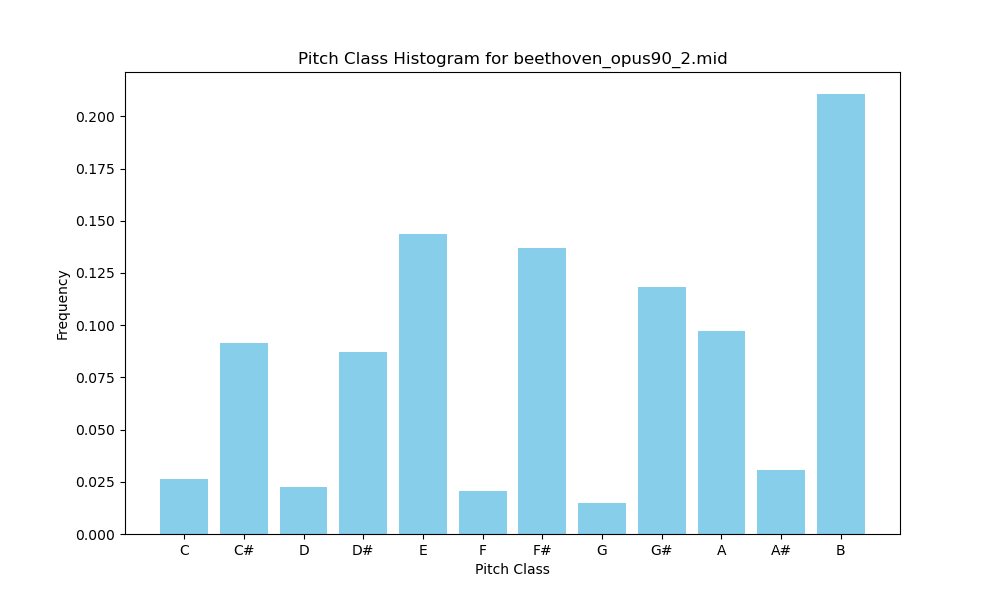 Pitch Class Histogram for beethoven_opus90_2.mid
0.200
0.175
0.150
0.125
0.100
0.075
0.050
0.025
0.000
Frequency
C C# D D# E F F# G G# A A# B
Pitch Class